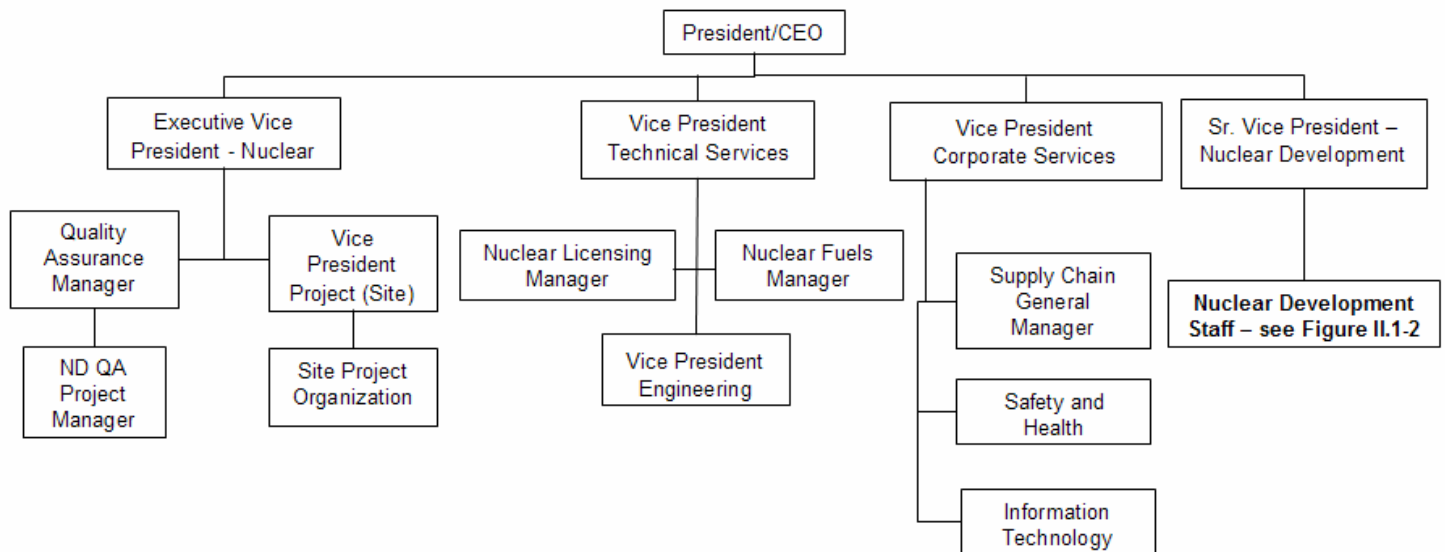 President/CEO
Executive Vice
President - Nuclear
Vice President
Technical Services
Vice President
Corporate Services
Sr. Vice President –
Nuclear Development
Quality
Assurance
Manager
Vice
President
Project (Site)
Nuclear Licensing
Manager
Nuclear Fuels
Manager
Supply Chain
General
Manager
Nuclear Development
Staff – see Figure II.1-2
ND QA
Project
Manager
Site Project
Organization
Vice President
Engineering
Safety and
Health
Information
Technology